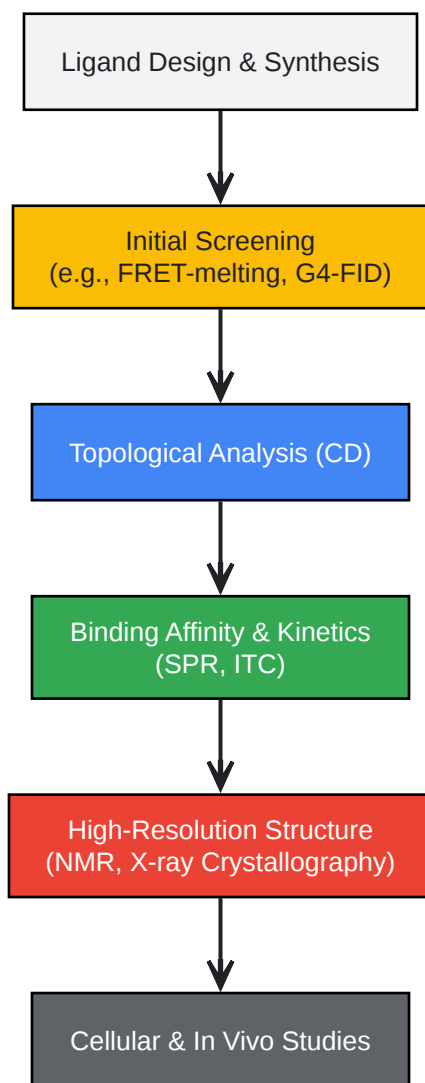 Ligand Design & Synthesis
Initial Screening
(e.g., FRET-melting, G4-FID)
Topological Analysis (CD)
Binding Affinity & Kinetics
(SPR, ITC)
High-Resolution Structure
(NMR, X-ray Crystallography)
Cellular & In Vivo Studies